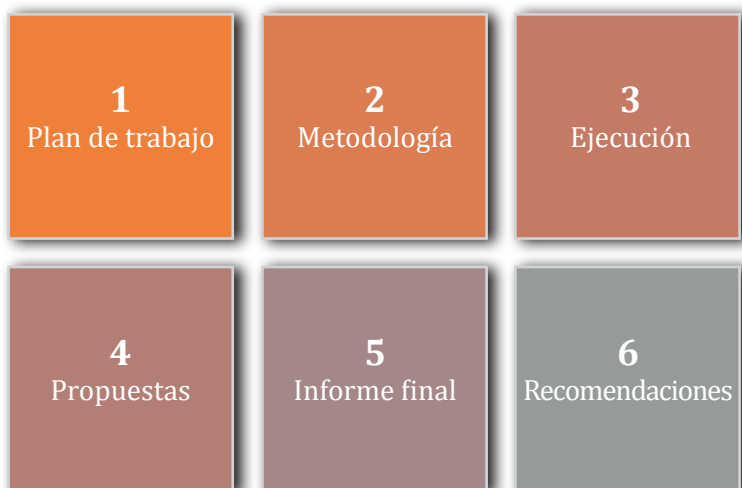 1
Plan de trabajo
2
Metodología
3
Ejecución
4
Propuestas
5
Informe final
6
Recomendaciones